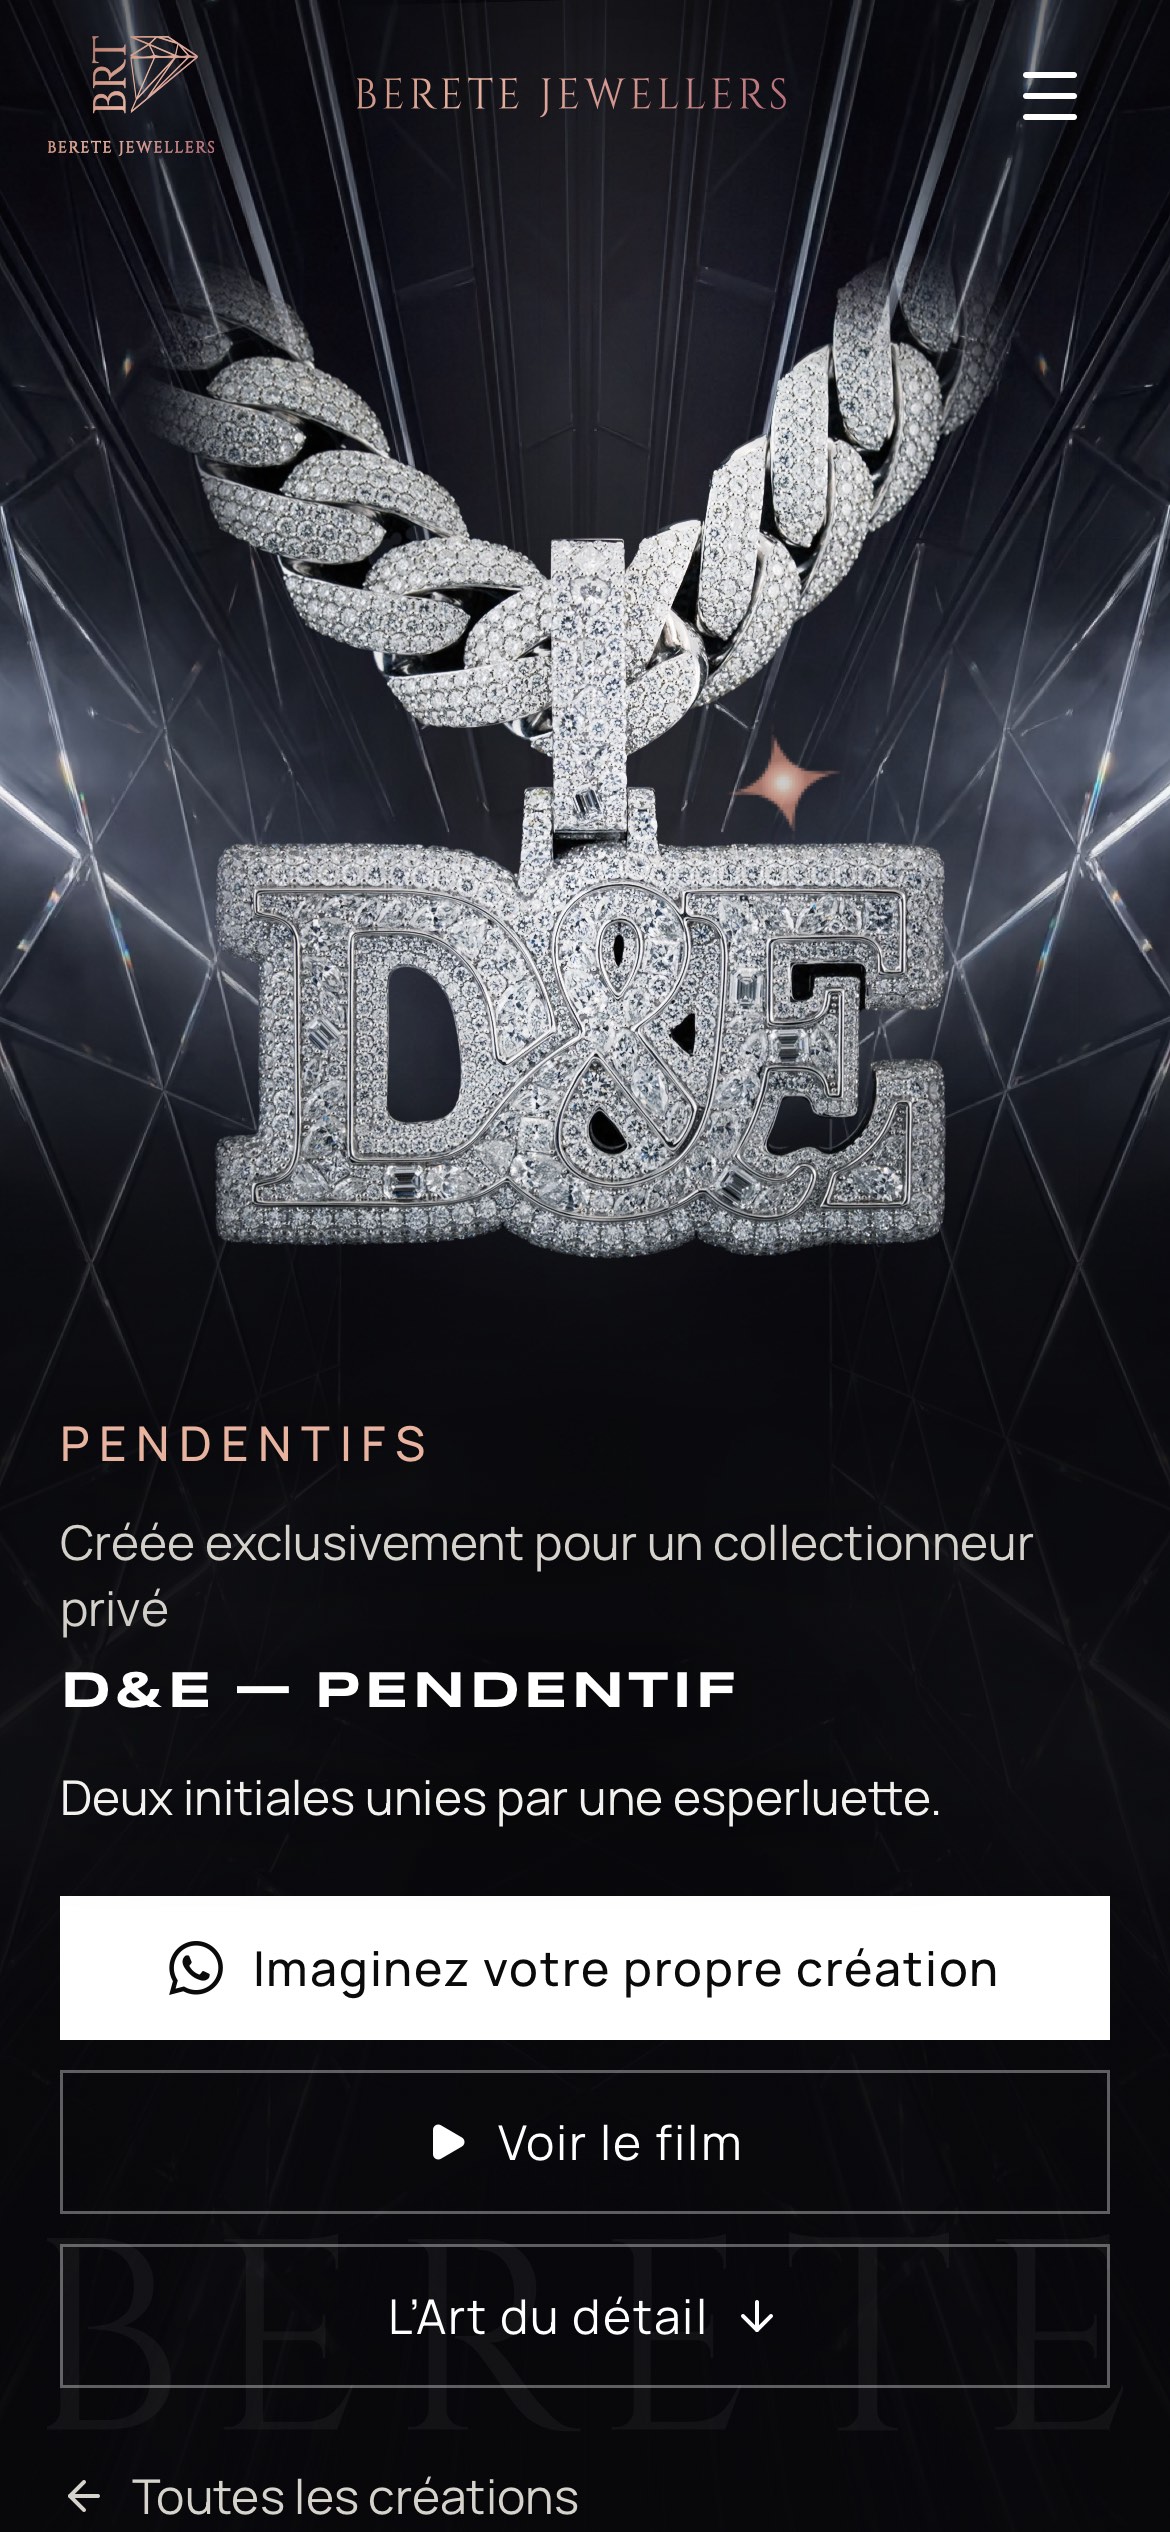 BRT
BERETE JEWELLERS
BERETE JEWELLERS
D&E
PENDENTIFS
Créée exclusivement pour un collectionneur
privé
D&E — PENDENTIF
Deux initiales unies par une esperluette.
Imaginez votre propre création
Voir le film
BERETE
L’Art du détail ↓
← Toutes les créations